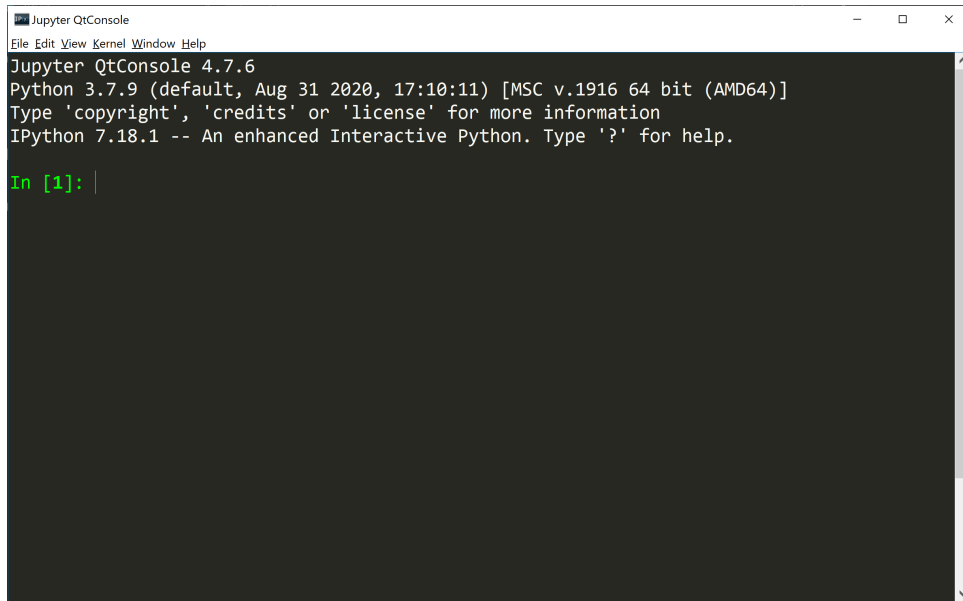 Jupyter QtConsole
File Edit View Kernel Window Help
Jupyter QtConsole 4.7.6
Python 3.7.9 (default, Aug 31 2020, 17:10:11) [MSC v.1916 64 bit (AMD64)]
Type 'copyright', 'credits' or 'license' for more information
IPython 7.18.1 -- An enhanced Interactive Python. Type '?' for help.
In [1]: